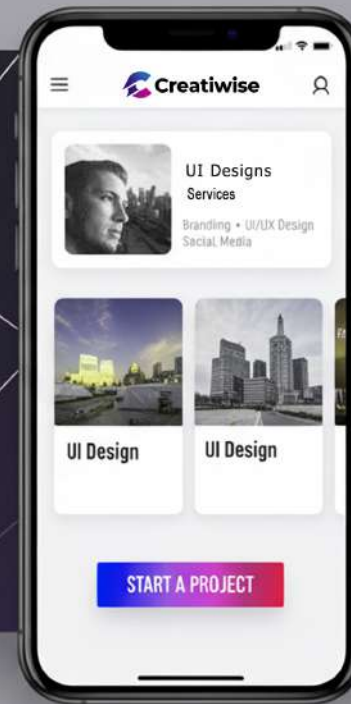 Creatiwise
UI Designs
Services
Branding • UI/UX Design
Social Media
UI Design
UI Design
START A PROJECT